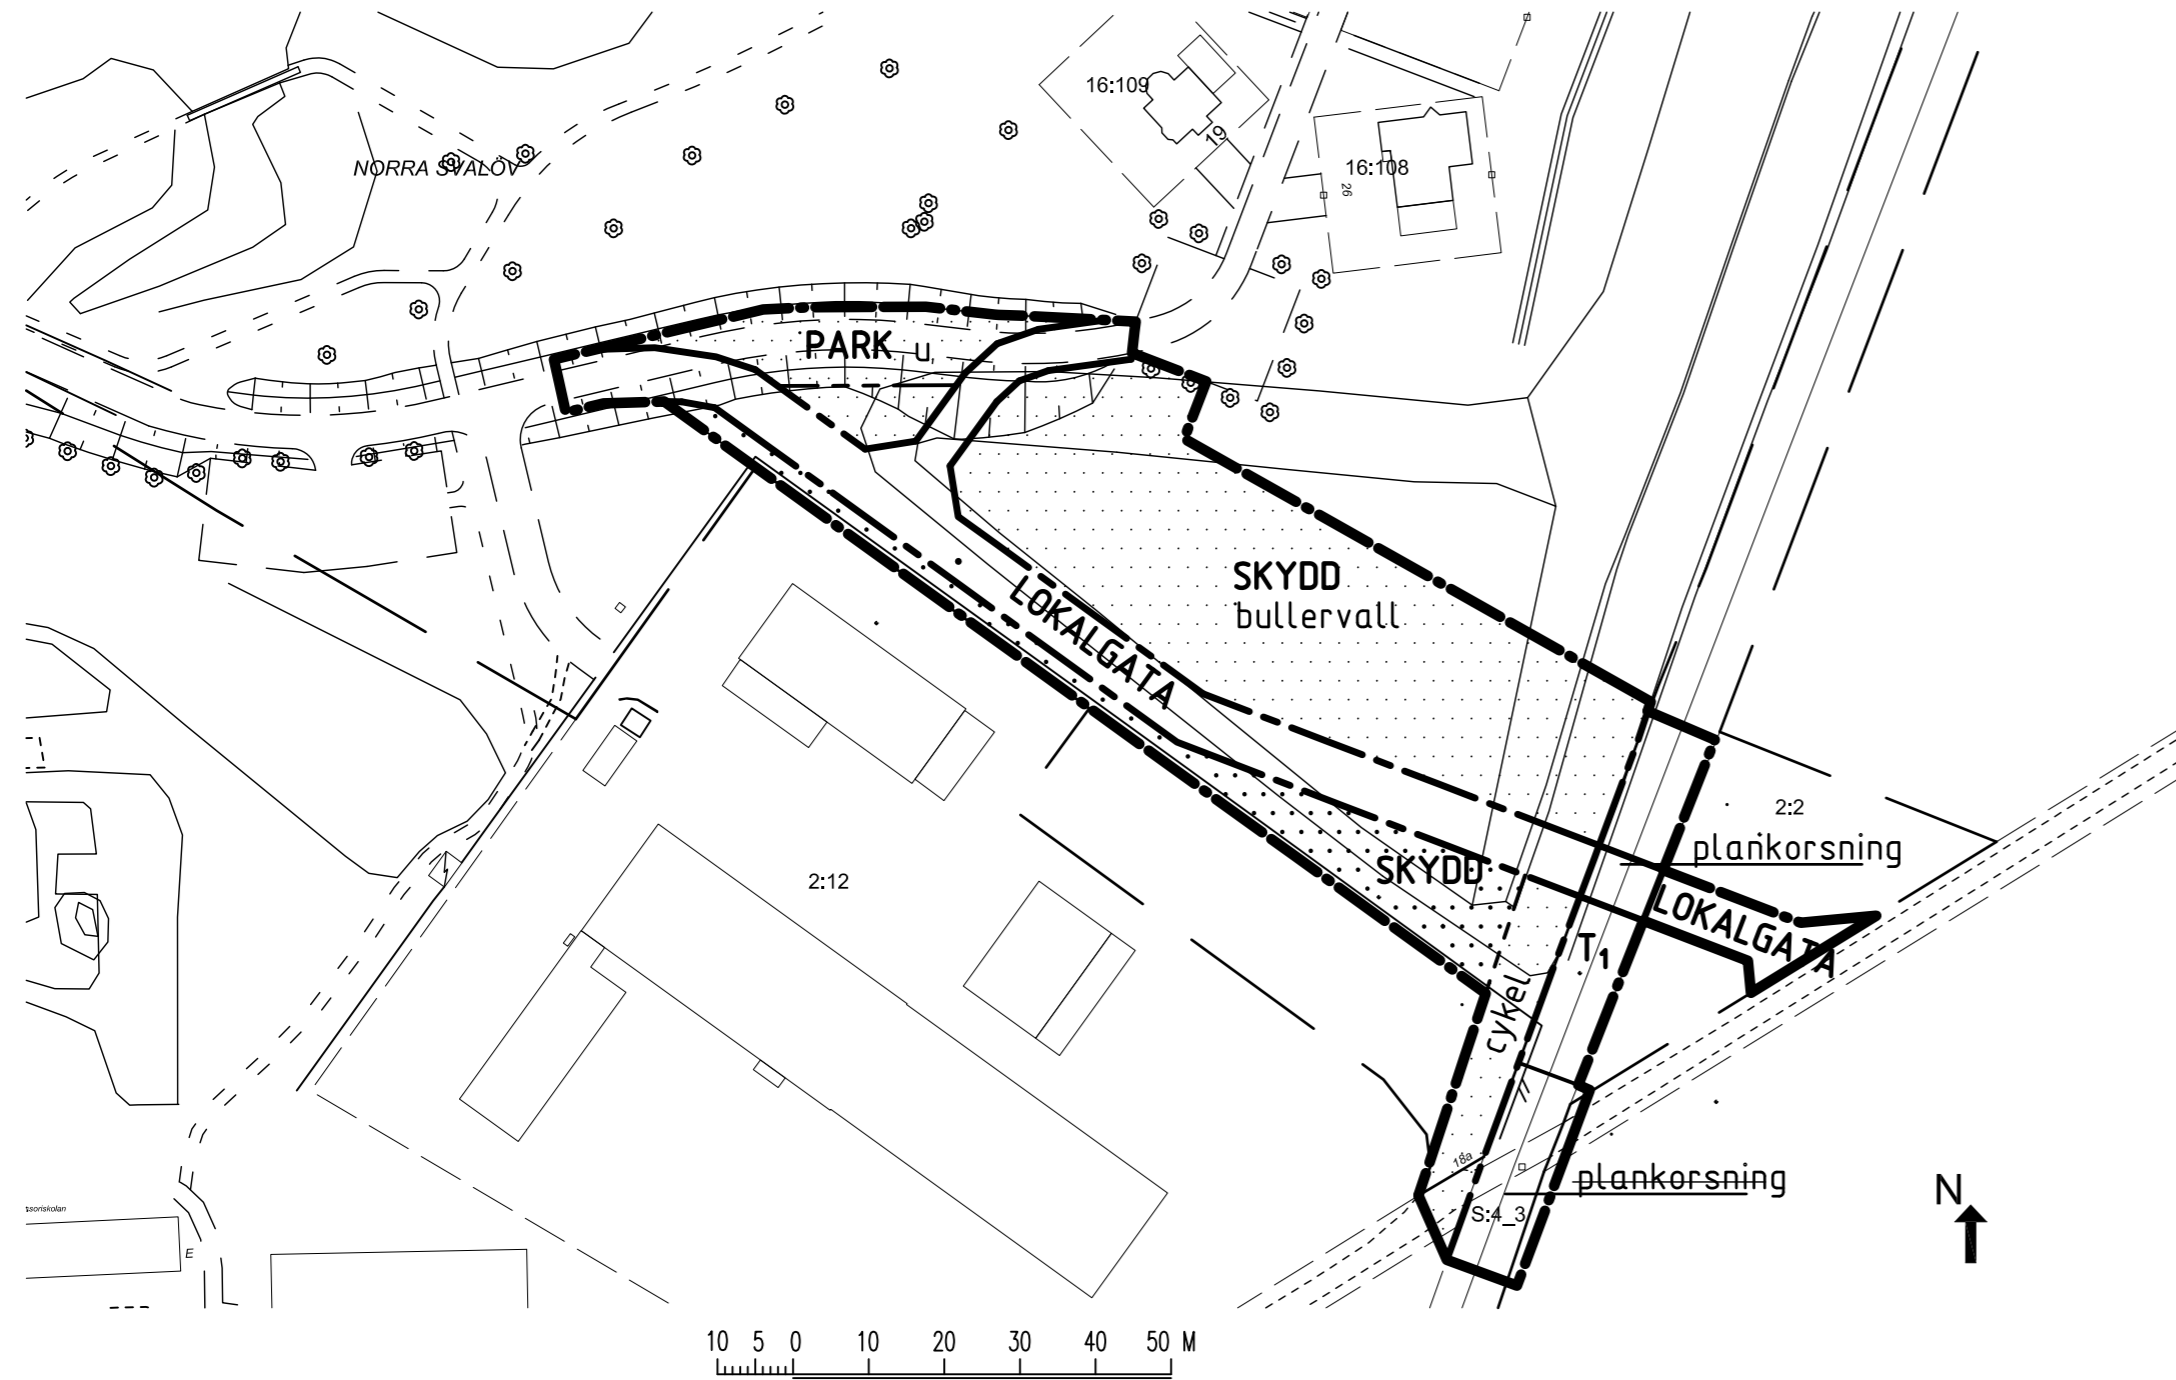 16:109
19
NORRA SVALÖV
16:108
26
PARK u
SKYDD
bullervall
LOKALGATA
2:2
plankorsning
SKYDD
2:12
LOKALGATA
T1
cykel
18a
plankorsning
S:4_3
N
E
10 5 0 10 20 30 40 50 M